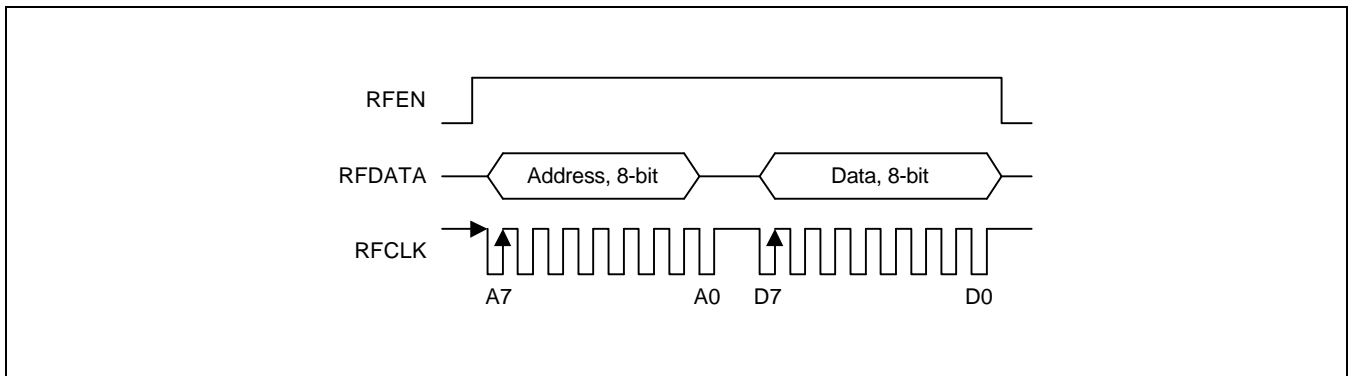 RFEN
RFDATA
Address, 8-bit
Data, 8-bit
RFCLK
A7
A0
D7
D0